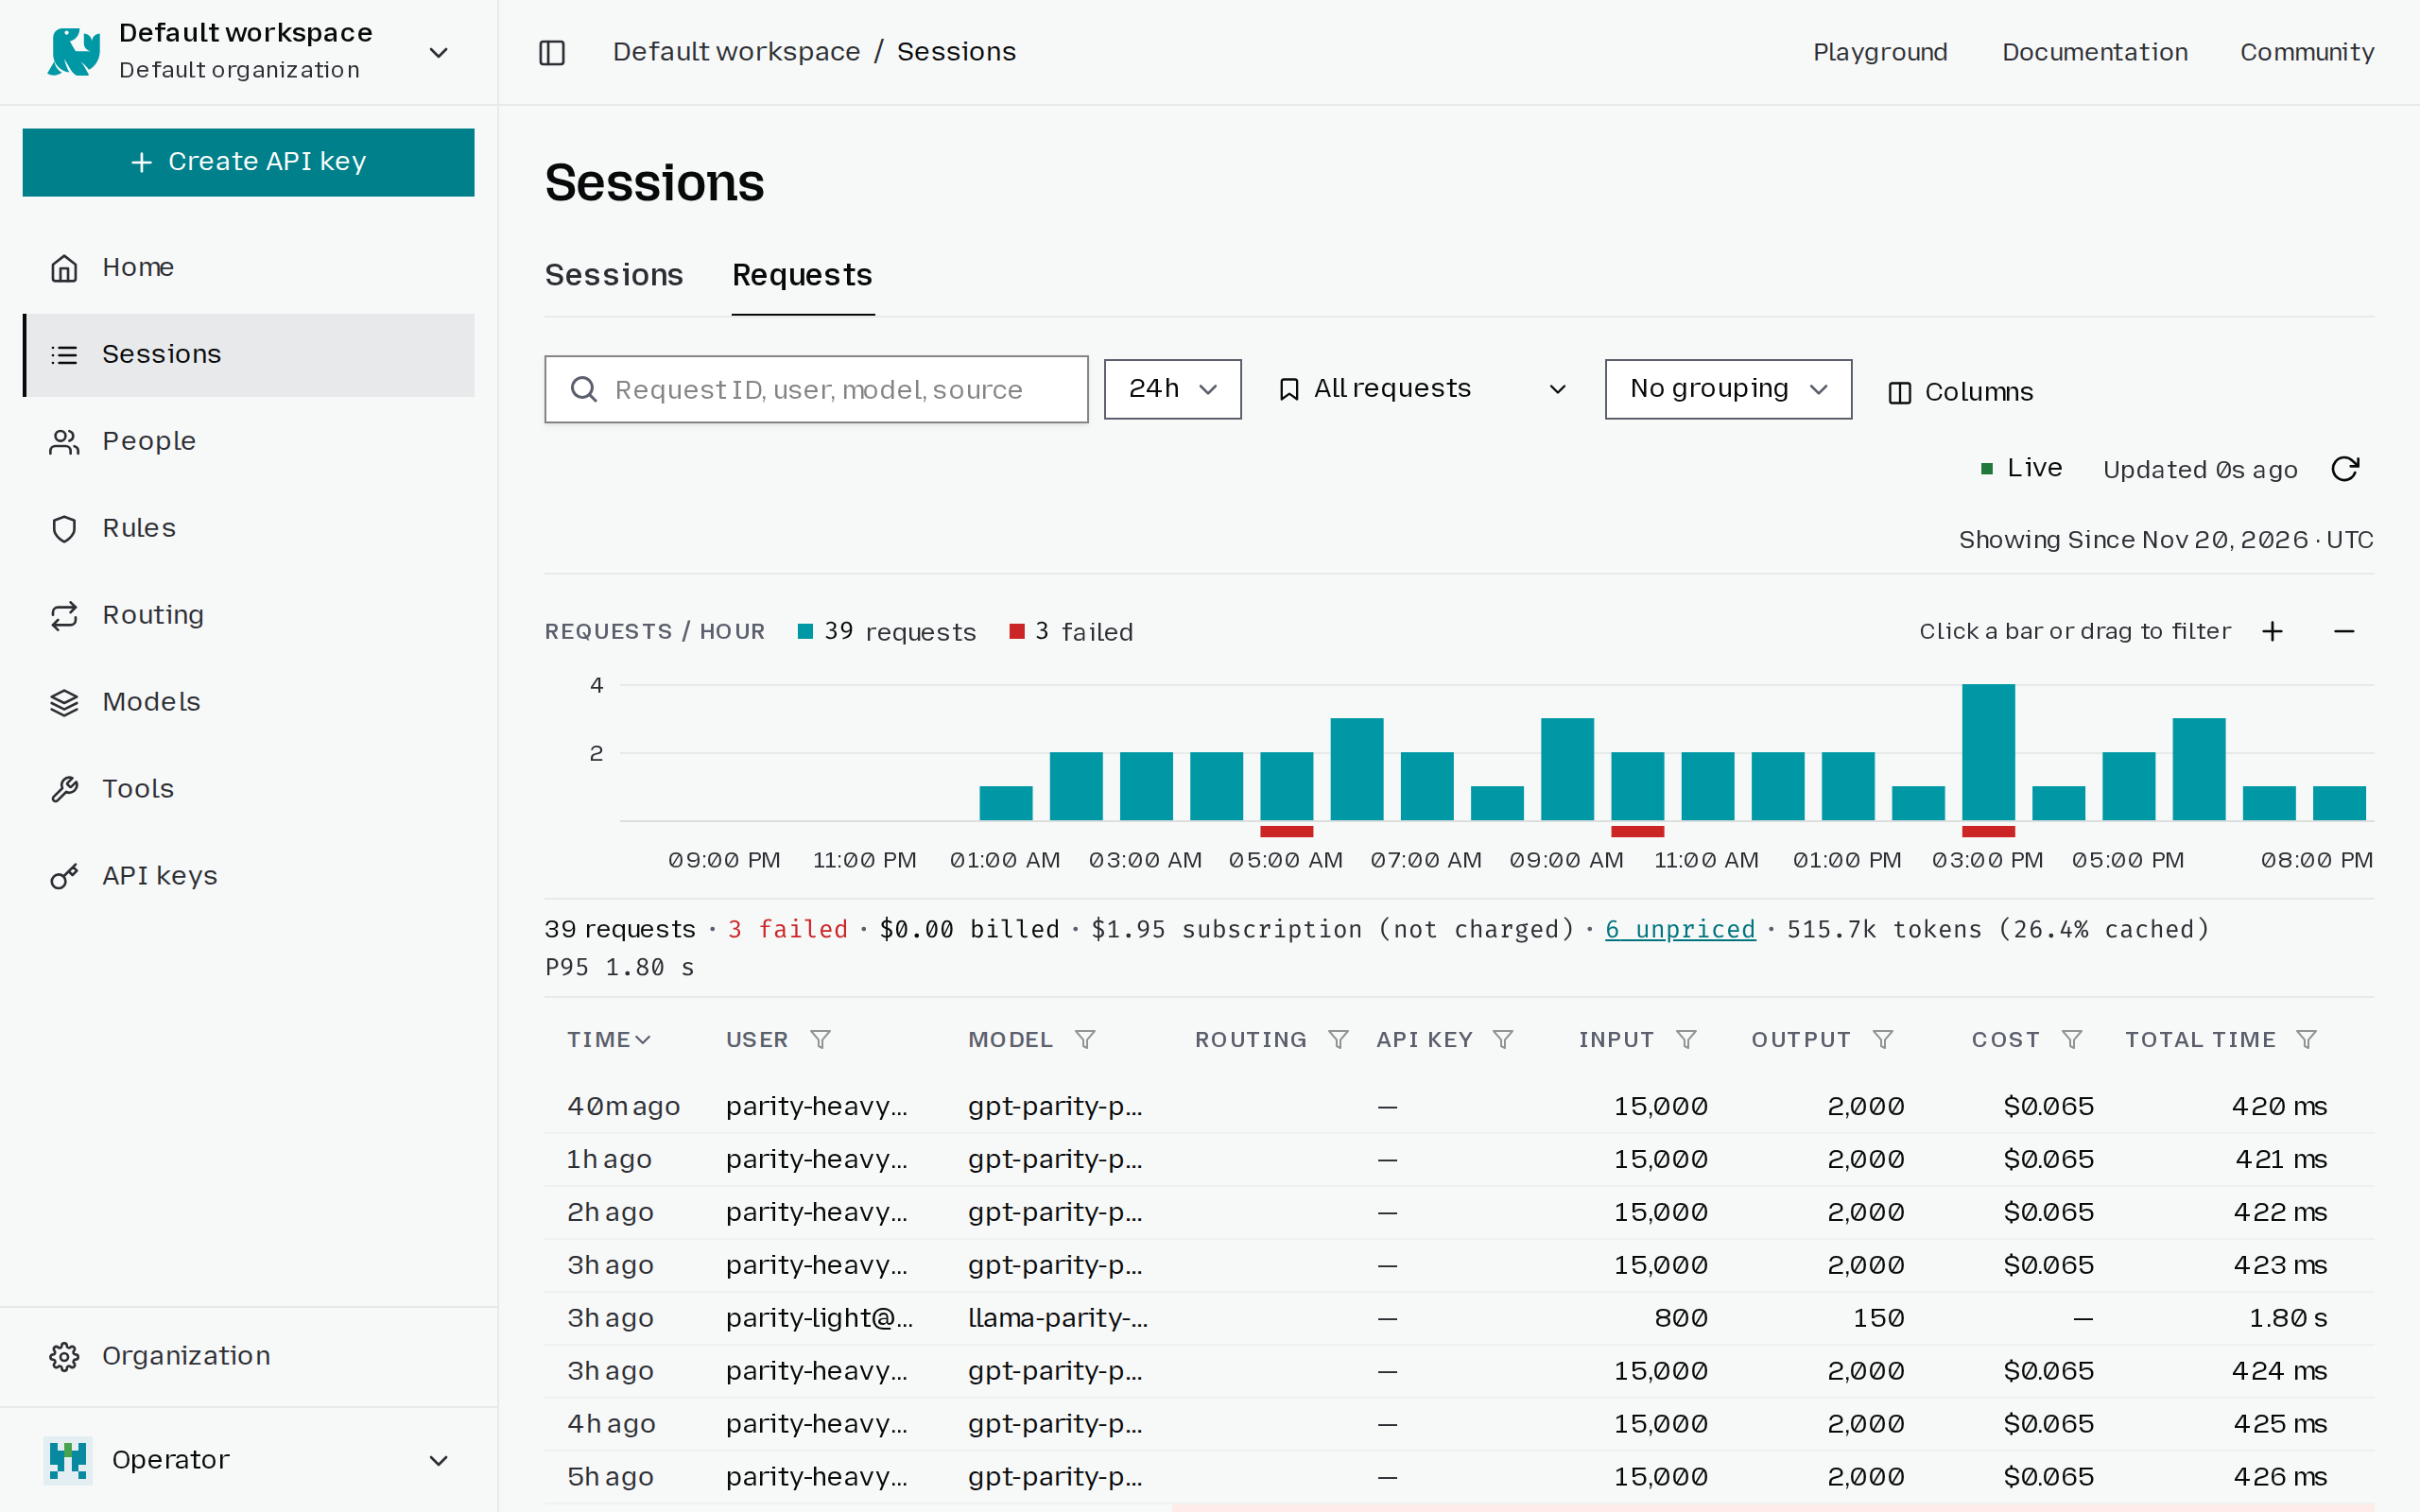 Default workspace
Default organization
Default workspace / Sessions
Playground
Documentation
Community
Create API key
Home
Sessions
People
Rules
Routing
Models
Tools
API keys
Organization
Operator
Sessions
Sessions
Requests
Request ID, user, model, source
24h
All requests
No grouping
Columns
Live
Updated 0s ago
Showing Since Nov 20, 2026 · UTC
REQUESTS / HOUR
39 requests
3 failed
Click a bar or drag to filter
4
2
09:00 PM 11:00 PM 01:00 AM 03:00 AM 05:00 AM 07:00 AM 09:00 AM 11:00 AM 01:00 PM 03:00 PM 05:00 PM 08:00 PM
39 requests · 3 failed · $0.00 billed · $1.95 subscription (not charged) · 6 unpriced · 515.7k tokens (26.4% cached)
P95 1.80 s
TIME USER MODEL ROUTING API KEY INPUT OUTPUT COST TOTAL TIME
40m ago parity-heavy... gpt-parity-p... — 15,000 2,000 $0.065 420 ms
1h ago parity-heavy... gpt-parity-p... — 15,000 2,000 $0.065 421 ms
2h ago parity-heavy... gpt-parity-p... — 15,000 2,000 $0.065 422 ms
3h ago parity-heavy... gpt-parity-p... — 15,000 2,000 $0.065 423 ms
3h ago parity-light@... llama-parity-... — 800 150 — 1.80 s
3h ago parity-heavy... gpt-parity-p... — 15,000 2,000 $0.065 424 ms
4h ago parity-heavy... gpt-parity-p... — 15,000 2,000 $0.065 425 ms
5h ago parity-heavy... gpt-parity-p... — 15,000 2,000 $0.065 426 ms